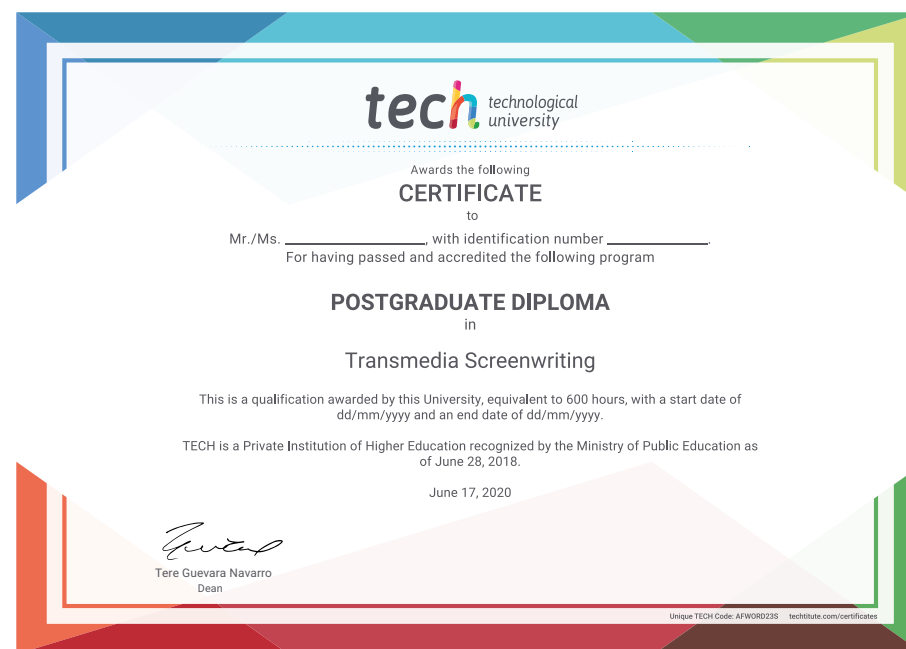 tech technological
university
Awards the following
CERTIFICATE
to
Mr./Ms. ____________, with identification number ____________.
For having passed and accredited the following program
POSTGRADUATE DIPLOMA
in
Transmedia Screenwriting
This is a qualification awarded by this University, equivalent to 600 hours, with a start date of
dd/mm/yyyy and an end date of dd/mm/yyyy.
TECH is a Private Institution of Higher Education recognized by the Ministry of Public Education as
of June 28, 2018.
June 17, 2020
Tere Guevara Navarro
Dean
Unique TECH Code: AFWORD23S techtitute.com/certificates